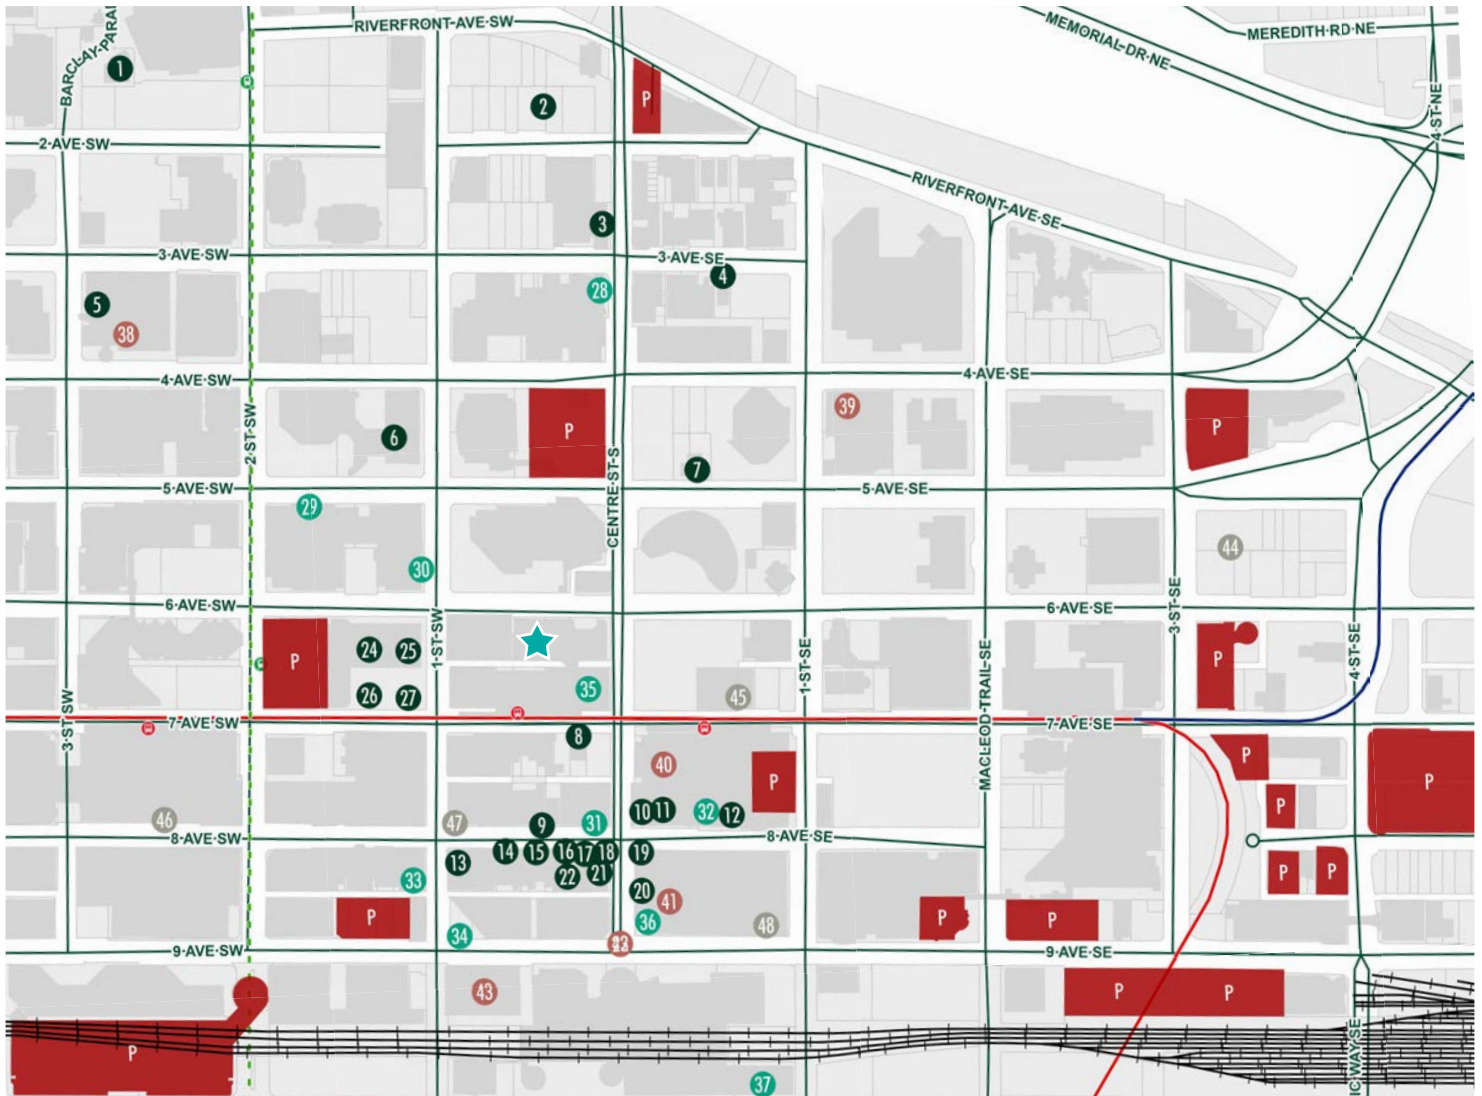 RIVERFRONT-AVE-SW
MEMORIAL-DR-NE
MEREDITH-RD-NE
BARCLAY-PARA
1
2
P
4-ST-NE
2-AVE-SW
RIVERFRONT-AVE-SE
3
3-AVE-SW
3-AVE-SE
4
28
5
38
4-AVE-SW
4-AVE-SE
39
2-ST-SW
6
P
P
7
CENTRE-ST-S
5-AVE-SW
5-AVE-SE
29
30
44
6-AVE-SW
6-AVE-SE
1-ST-SW
3-ST-SE
24
25
P
26
27
35
45
1-ST-SE
MACLEOD-TRAIL-SE
P
4-ST-SE
3-ST-SW
7-AVE-SW
7-AVE-SE
8
40
P
P
P
P
46
47
9
31
10
11
32
12
8-AVE-SW
8-AVE-SE
13
14
15
16
17
18
19
22
21
33
20
41
P
P
P
P
P
34
36
48
9-AVE-SW
9-AVE-SE
43
P
P
P
37
IC-WAY-SE